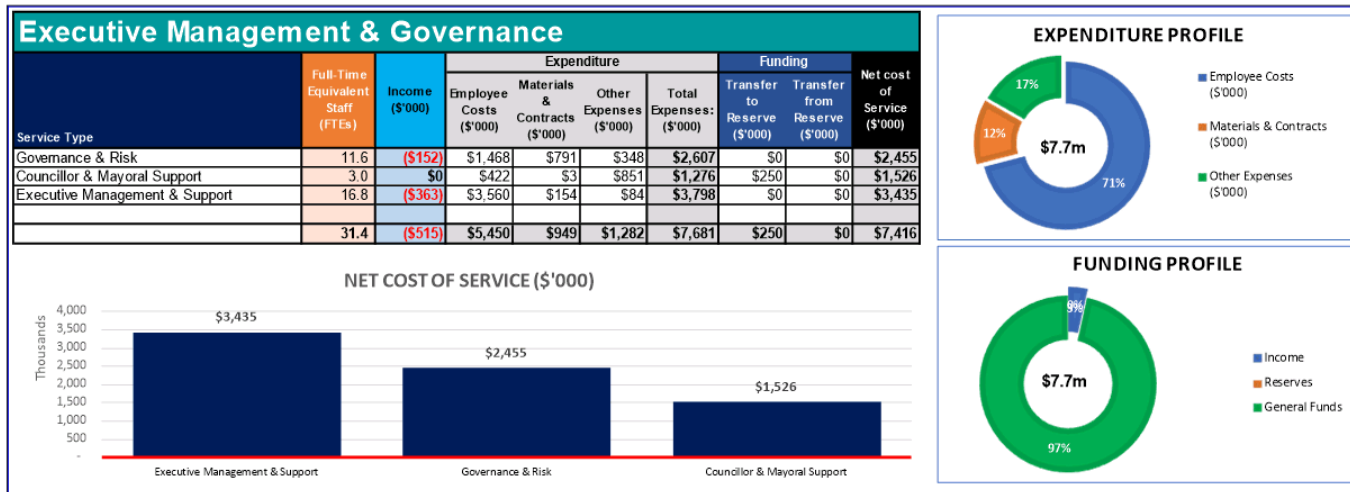 Executive Management & Governance
Service Type
Full-Time Equivalent Staff (FTEs)
Income ($'000)
Expenditure
Employee Costs ($'000)
Materials & Contracts ($'000)
Other Expenses ($'000)
Total Expenses: ($'000)
Funding
Transfer to Reserve ($'000)
Transfer from Reserve ($'000)
Net cost of Service ($'000)
Governance & Risk 11.6 ($152) $1,468 $791 $348 $2,607 $0 $0 $2,455
Councillor & Mayoral Support 3.0 $0 $422 $3 $851 $1,276 $250 $0 $1,526
Executive Management & Support 16.8 ($363) $3,560 $154 $84 $3,798 $0 $0 $3,435
31.4 ($515) $5,450 $949 $1,282 $7,681 $250 $0 $7,416
NET COST OF SERVICE ($'000)
Thousands
4,000
3,500
3,000
2,500
2,000
1,500
1,000
500
-
$3,435
$2,455
$1,526
Executive Management & Support
Governance & Risk
Councillor & Mayoral Support
EXPENDITURE PROFILE
17%
12%
71%
$7.7m
Employee Costs
($'000)
Materials & Contracts
($'000)
Other Expenses
($'000)
FUNDING PROFILE
97%
$7.7m
Income
Reserves
General Funds